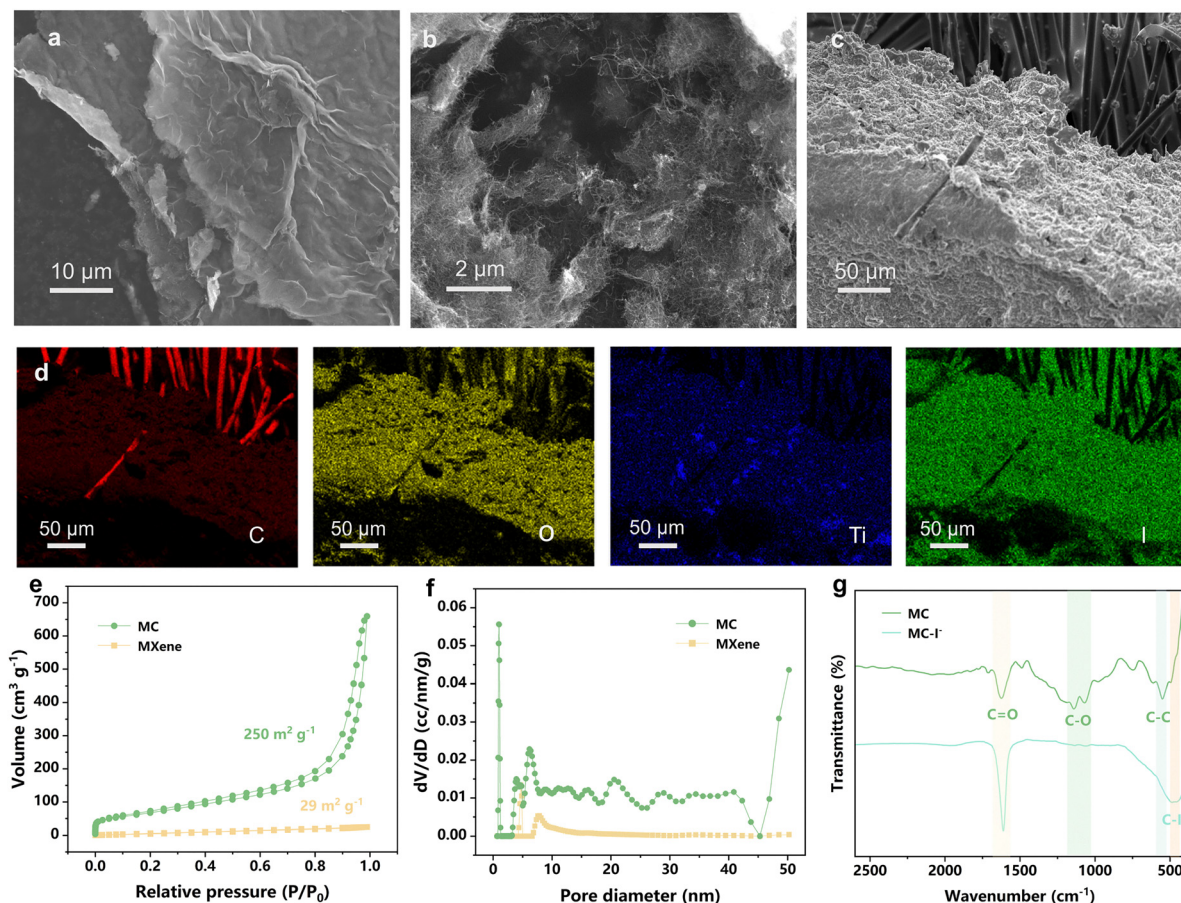 a
10 μm
b
2 μm
c
50 μm
d
50 μm
C
50 μm
O
50 μm
Ti
50 μm
I
e
Volume (cm³ g⁻¹)
700
600
500
400
300
200
100
0
MC
MXene
250 m² g⁻¹
29 m² g⁻¹
0.0 0.2 0.4 0.6 0.8 1.0
Relative pressure (P/P₀)
f
dV/dD (cc/nm/g)
0.06
0.05
0.04
0.03
0.02
0.01
0.00
MC
MXene
0 10 20 30 40 50
Pore diameter (nm)
g
Transmittance (%)
MC
MC-I⁻
C=O
C-O
C-C
C-I
2500 2000 1500 1000 500
Wavenumber (cm⁻¹)